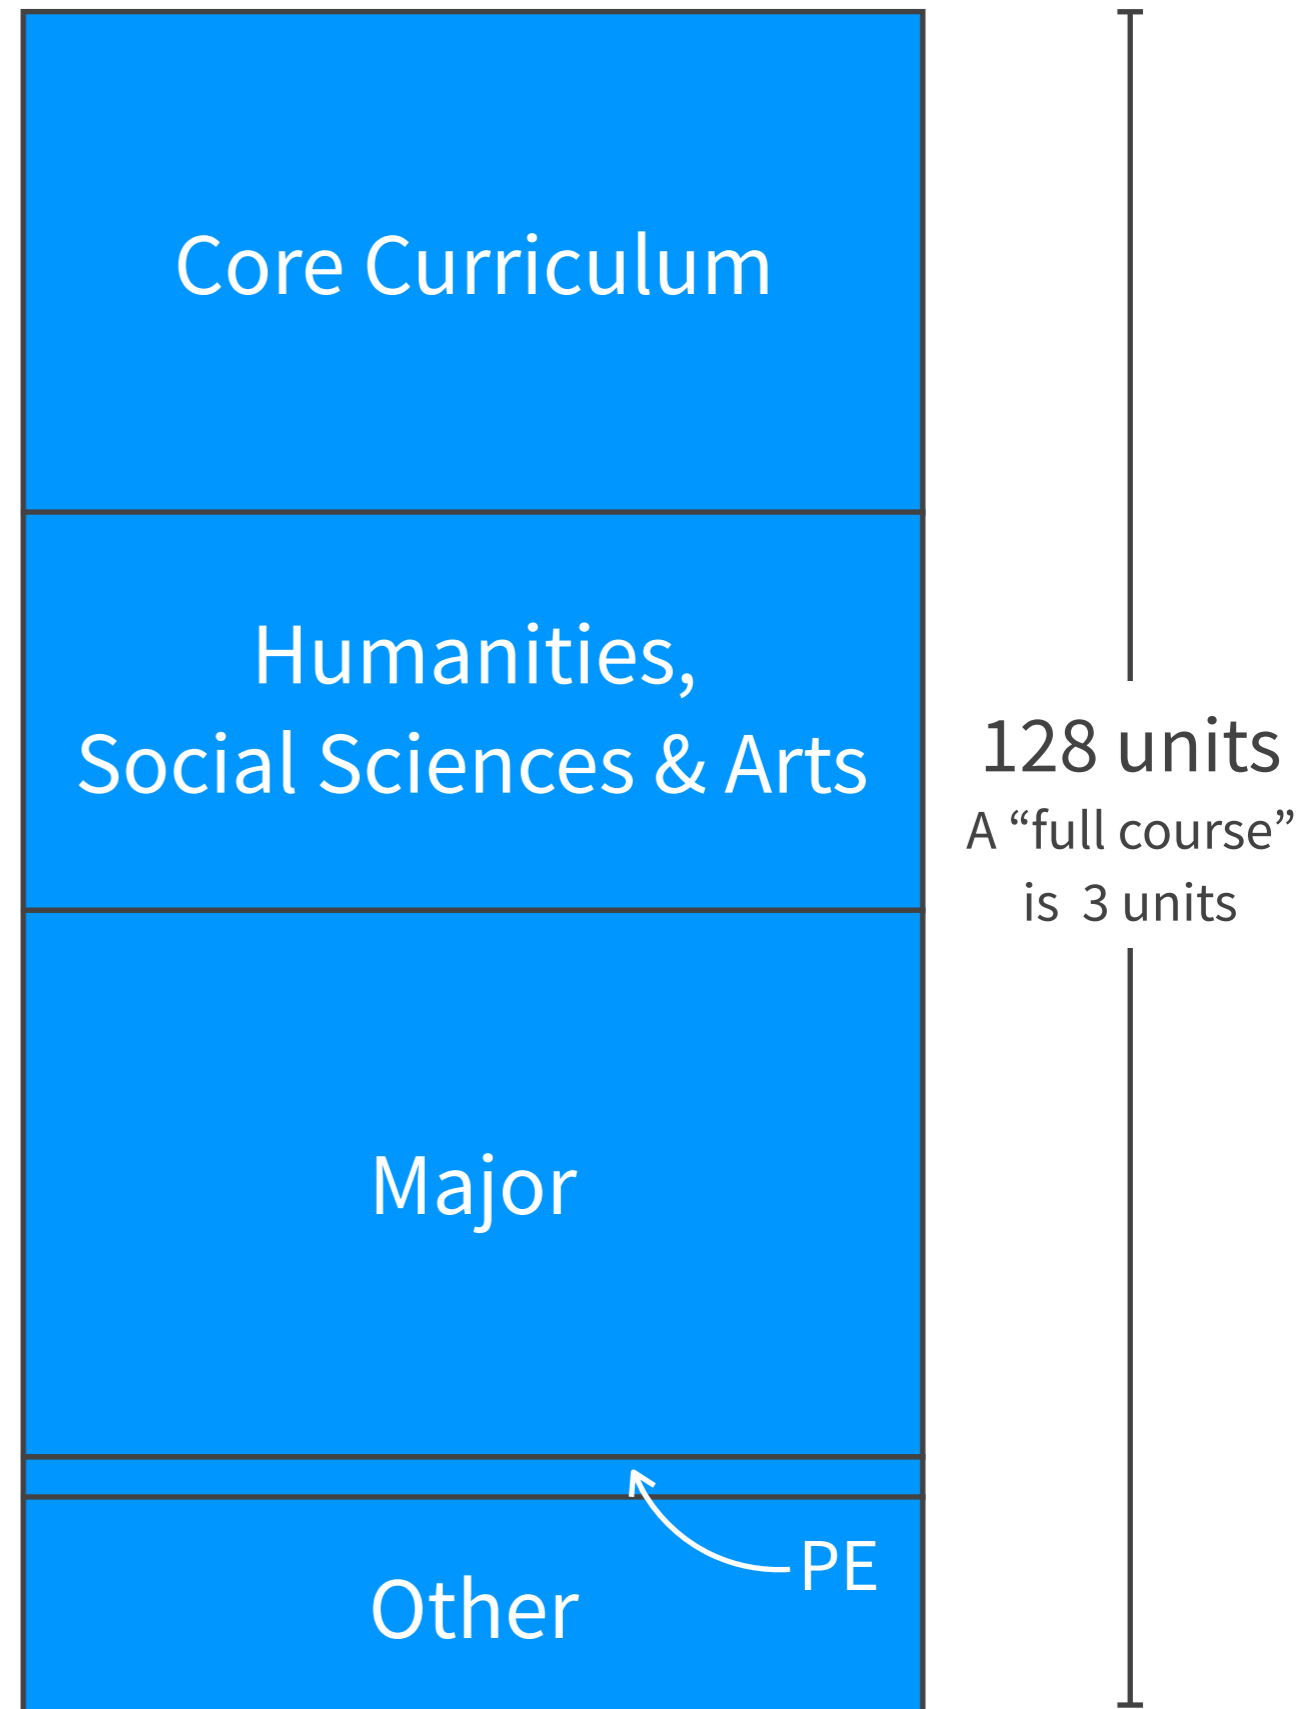 Core Curriculum
Humanities,
Social Sciences & Arts
128 units
A “full course”
is 3 units
Major
PE
Other